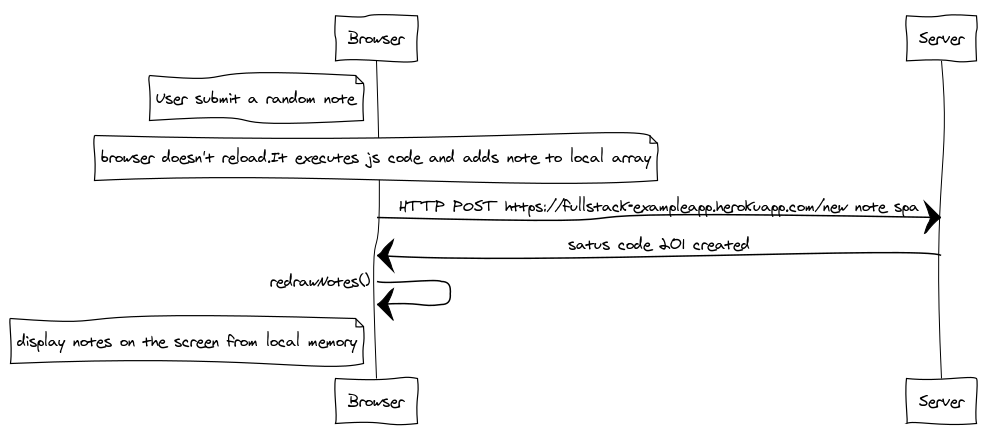 Browser
Server
User submit a random note
browser doesn't reload.It executes js code and adds note to local array
HTTP POST https://fullstack-exampleapp.herokuapp.com/new note spa
satus code 201 created
redrawNotes()
display notes on the screen from local memory
Browser
Server